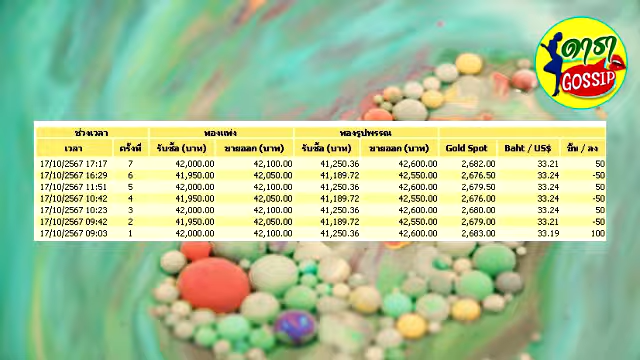 ดารา
GOSSIP
ช่วงเวลา ทองแท่ง ทองรูปพรรณ
เวลา ครั้งที่ รับซื้อ (บาท) ขายออก (บาท) รับซื้อ (บาท) ขายออก (บาท) Gold Spot Baht / US$ ขึ้น / ลง
17/10/2567 17:17 7 42,000.00 42,100.00 41,250.36 42,600.00 2,682.00 33.21 50
17/10/2567 16:29 6 41,950.00 42,050.00 41,189.72 42,550.00 2,676.50 33.24 -50
17/10/2567 11:51 5 42,000.00 42,100.00 41,250.36 42,600.00 2,679.50 33.24 50
17/10/2567 10:42 4 41,950.00 42,050.00 41,189.72 42,550.00 2,676.00 33.24 -50
17/10/2567 10:23 3 42,000.00 42,100.00 41,250.36 42,600.00 2,680.00 33.24 50
17/10/2567 09:42 2 41,950.00 42,050.00 41,189.72 42,550.00 2,679.00 33.21 -50
17/10/2567 09:03 1 42,000.00 42,100.00 41,250.36 42,600.00 2,683.00 33.19 100